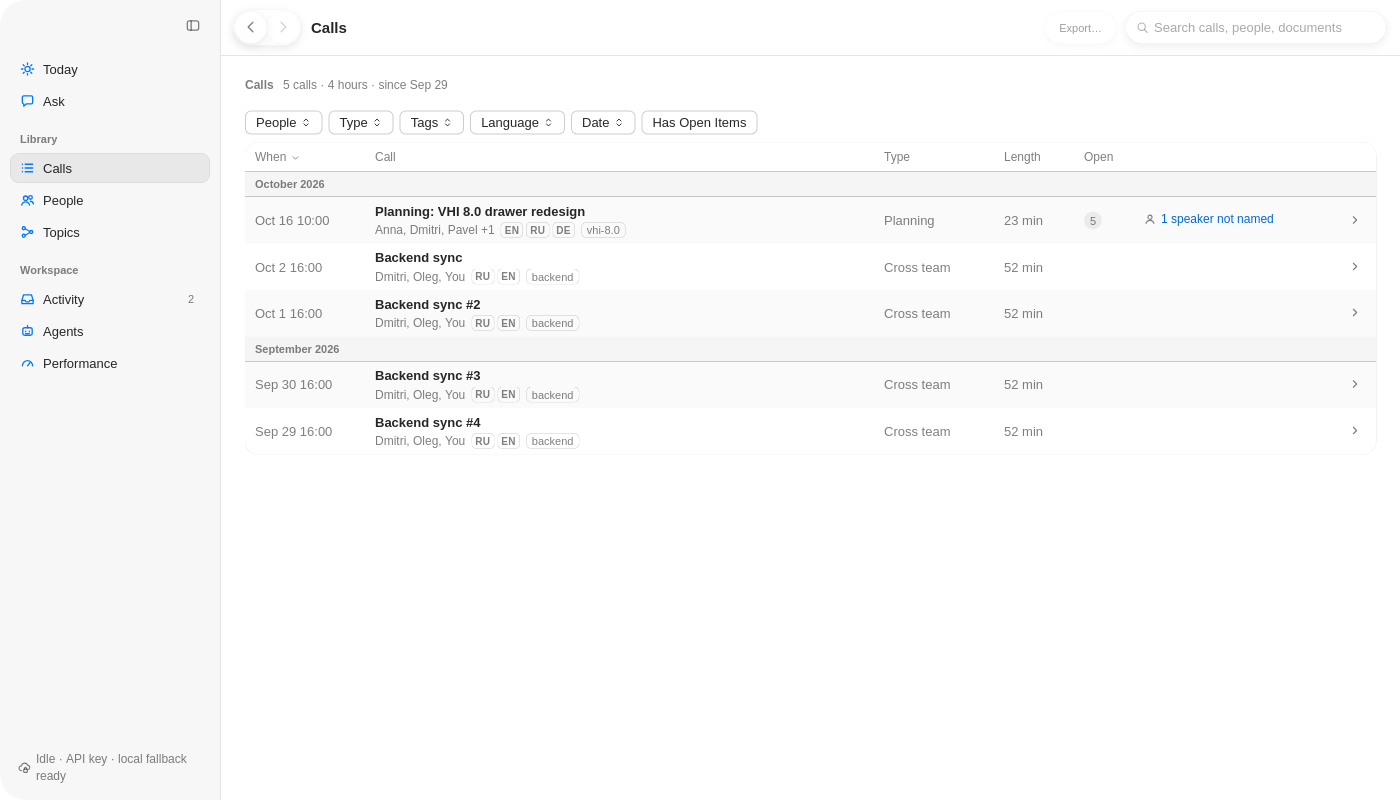 Calls
Export...
Search calls, people, documents
Today
Ask
Library
Calls
People
Topics
Workspace
Activity 2
Agents
Performance
Idle · API key · local fallback
ready
Calls 5 calls · 4 hours · since Sep 29
People Type Tags Language Date Has Open Items
When Call Type Length Open
October 2026
Oct 16 10:00 Planning: VHI 8.0 drawer redesign Planning 23 min 5 1 speaker not named
Anna, Dmitri, Pavel +1 EN RU DE vhi-8.0
Oct 2 16:00 Backend sync Cross team 52 min
Dmitri, Oleg, You RU EN backend
Oct 1 16:00 Backend sync #2 Cross team 52 min
Dmitri, Oleg, You RU EN backend
September 2026
Sep 30 16:00 Backend sync #3 Cross team 52 min
Dmitri, Oleg, You RU EN backend
Sep 29 16:00 Backend sync #4 Cross team 52 min
Dmitri, Oleg, You RU EN backend